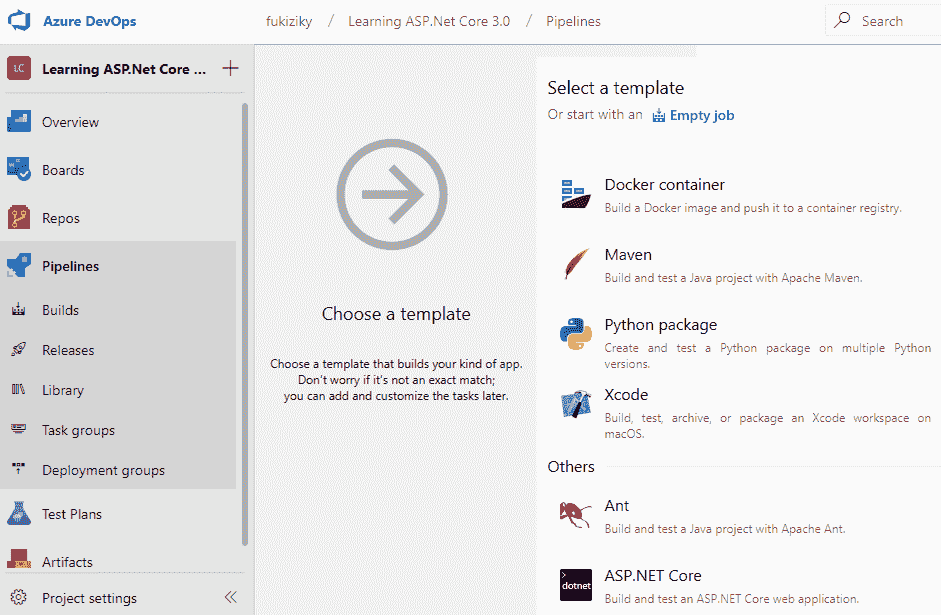 Azure DevOps
fukiziky / Learning ASP.Net Core 3.0 / Pipelines
Search
LC
Learning ASP.Net Core ...
Overview
Boards
Repos
Pipelines
Builds
Releases
Library
Task groups
Deployment groups
Test Plans
Artifacts
Project settings
Choose a template
Choose a template that builds your kind of app.
Don't worry if it's not an exact match;
you can add and customize the tasks later.
Select a template
Or start with an Empty job
Docker container
Build a Docker image and push it to a container registry.
Maven
Build and test a Java project with Apache Maven.
Python package
Create and test a Python package on multiple Python
versions.
Xcode
Build, test, archive, or package an Xcode workspace on
macOS.
Others
Ant
Build and test a Java project with Apache Ant.
dotnet
ASP.NET Core
Build and test an ASP.NET Core web application.